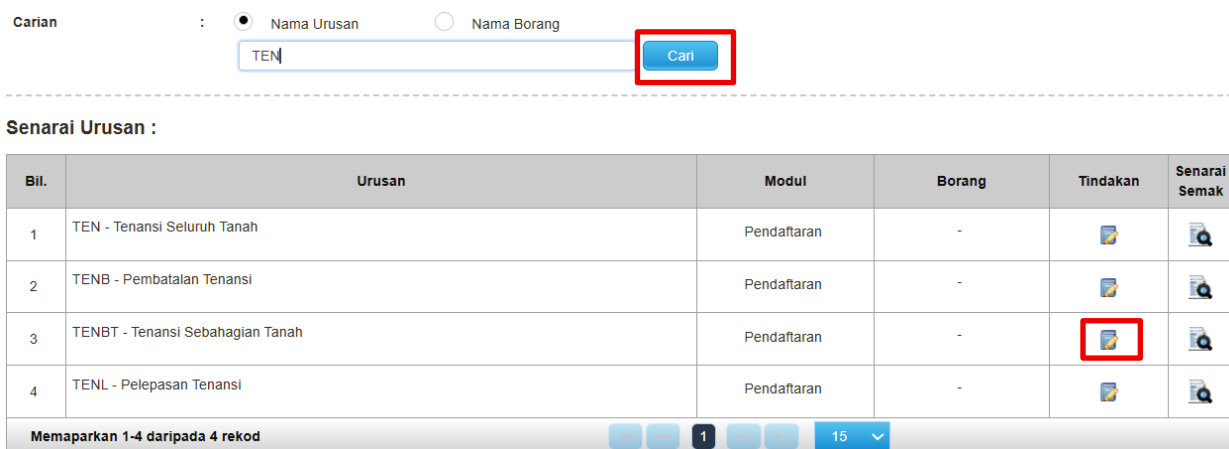 Carian : Nama Urusan Nama Borang
TEN Cari
Senarai Urusan :
Bil. Urusan Modul Borang Tindakan Senarai Semak
1 TEN - Tenansi Seluruh Tanah Pendaftaran -
2 TENB - Pembatalan Tenansi Pendaftaran -
3 TENBT - Tenansi Sebahagian Tanah Pendaftaran -
4 TENL - Pelepasan Tenansi Pendaftaran -
Memaparkan 1-4 daripada 4 rekod 1 15